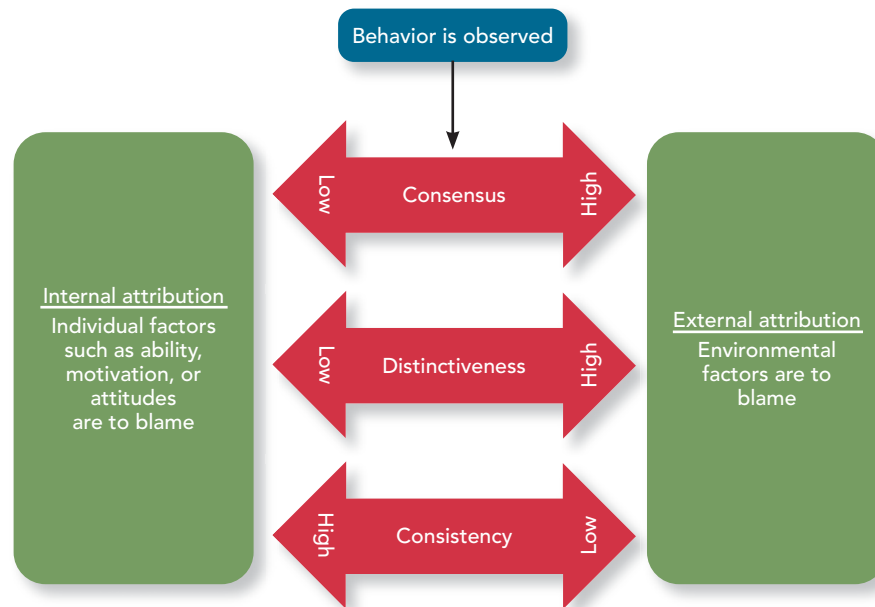 Behavior is observed
Low
Consensus
High
Internal attribution
Individual factors
such as ability,
motivation, or
attitudes
are to blame
Low
Distinctiveness
High
External attribution
Environmental
factors are to
blame
High
Consistency
Low